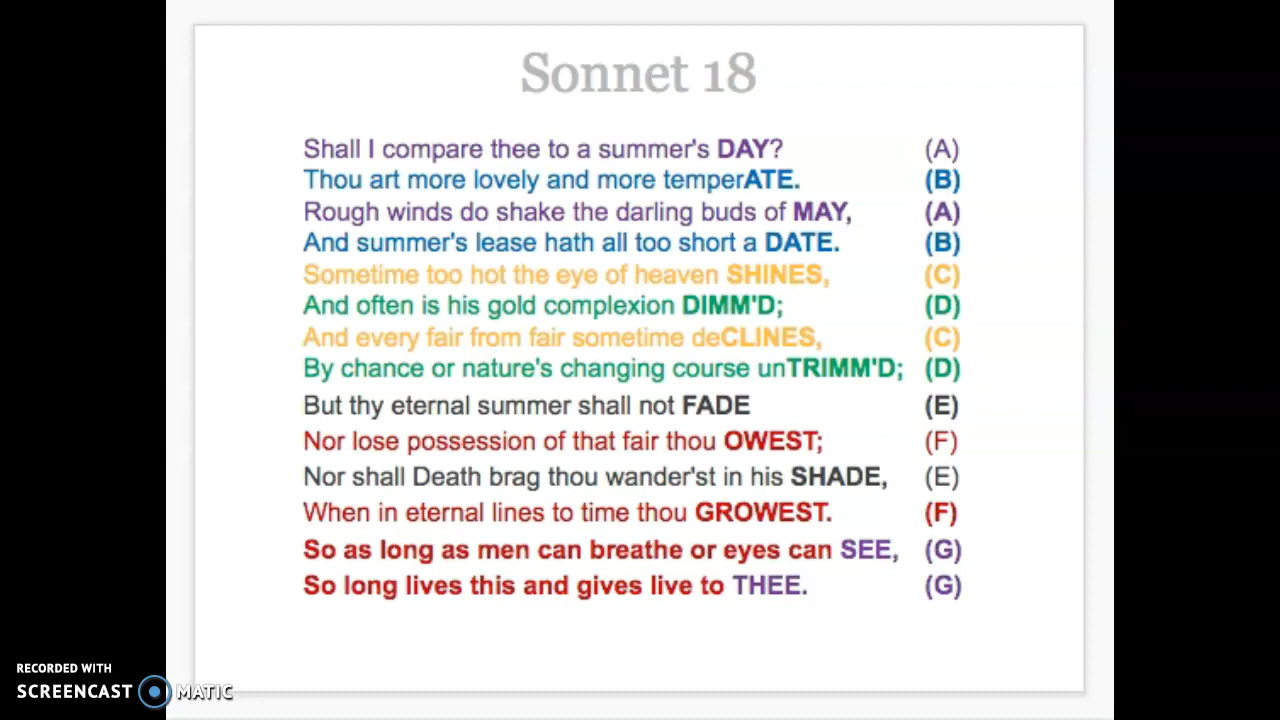 Sonnet 18
Shall I compare thee to a summer's DAY? (A)
Thou art more lovely and more temperATE. (B)
Rough winds do shake the darling buds of MAY, (A)
And summer's lease hath all too short a DATE. (B)
Sometime too hot the eye of heaven SHINES, (C)
And often is his gold complexion DIMM'D; (D)
And every fair from fair sometime deCLINES, (C)
By chance or nature's changing course unTRIMM'D; (D)
But thy eternal summer shall not FADE (E)
Nor lose possession of that fair thou OWEST; (F)
Nor shall Death brag thou wander'st in his SHADE, (E)
When in eternal lines to time thou GROWEST. (F)
So as long as men can breathe or eyes can SEE, (G)
So long lives this and gives live to THEE. (G)
RECORDED WITH
SCREENCAST MATIC